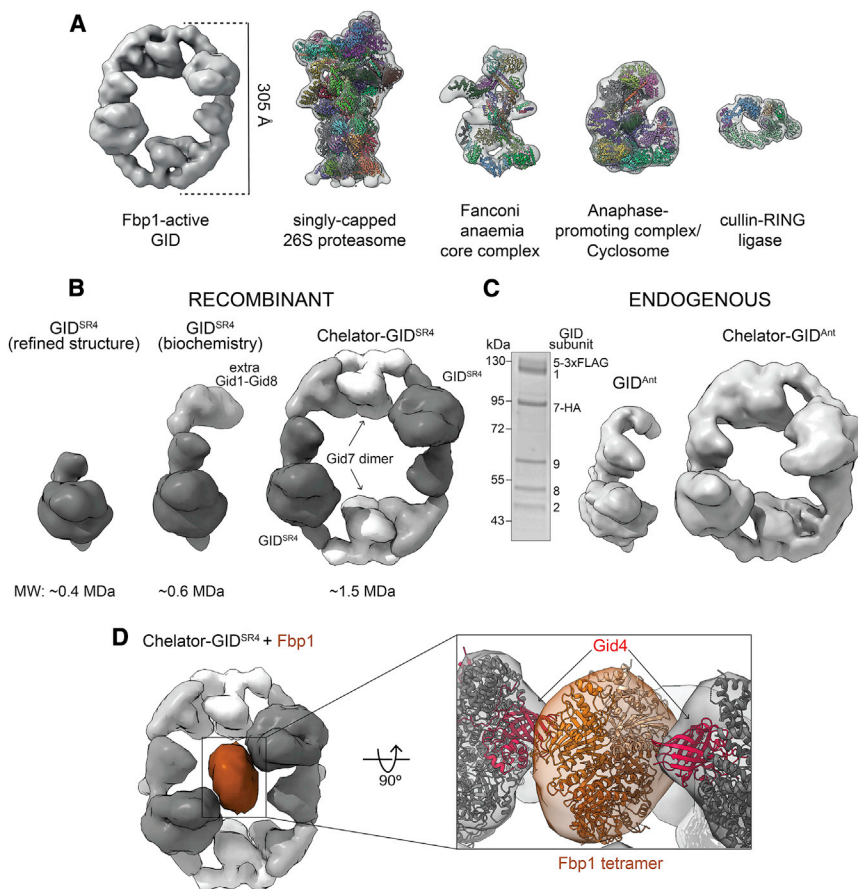 A
305 Å
Fbp1-active
GID
singly-capped
26S proteasome
Fanconi
anaemia
core complex
Anaphase-
promoting complex/
Cyclosome
cullin-RING
ligase
B
RECOMBINANT
GIDSR4
(refined structure)
GIDSR4
(biochemistry)
extra
Gid1-Gid8
Chelator-GIDSR4
GIDSR4
Gid7 dimer
GIDSR4
MW: ~0.4 MDa
~0.6 MDa
~1.5 MDa
C
ENDOGENOUS
kDa
GID
subunit
130
95
72
55
43
5-3xFLAG
1
7-HA
9
8
2
GIDAnt
Chelator-GIDAnt
D
Chelator-GIDSR4 + Fbp1
90º
Gid4
Fbp1 tetramer